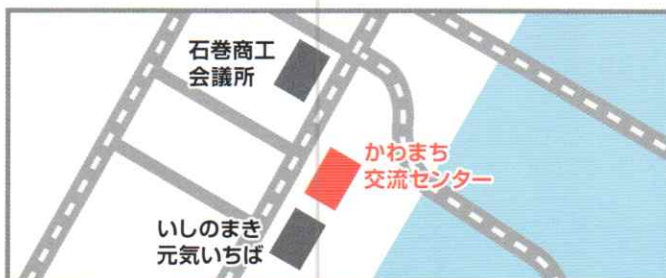 石巻商工
会議所
かわまち
交流センター
いしのまき
元気いちば